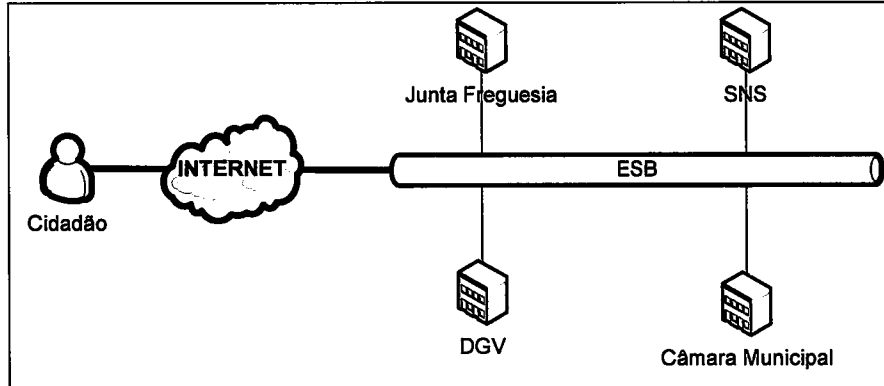 Junta Freguesia
SNS
INTERNET
ESB
Cidadão
DGV
Câmara Municipal